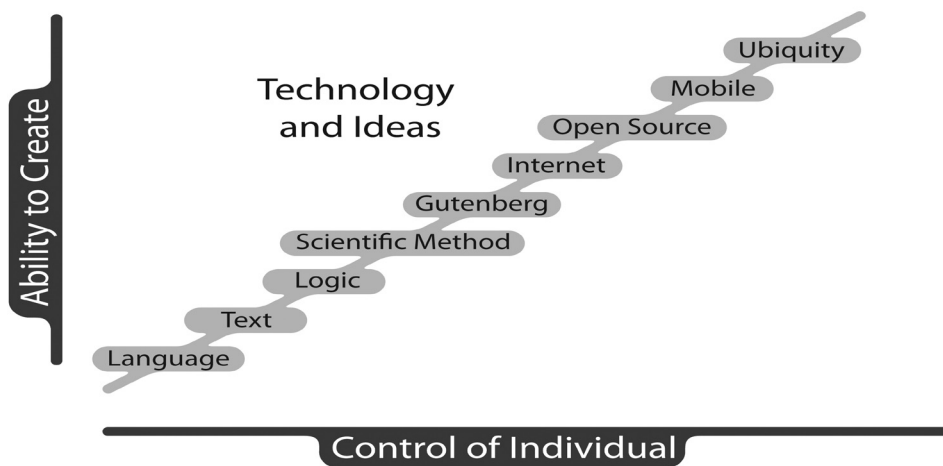 Ability to Create
Technology
and Ideas
Ubiquity
Mobile
Open Source
Internet
Gutenberg
Scientific Method
Logic
Text
Language
Control of Individual